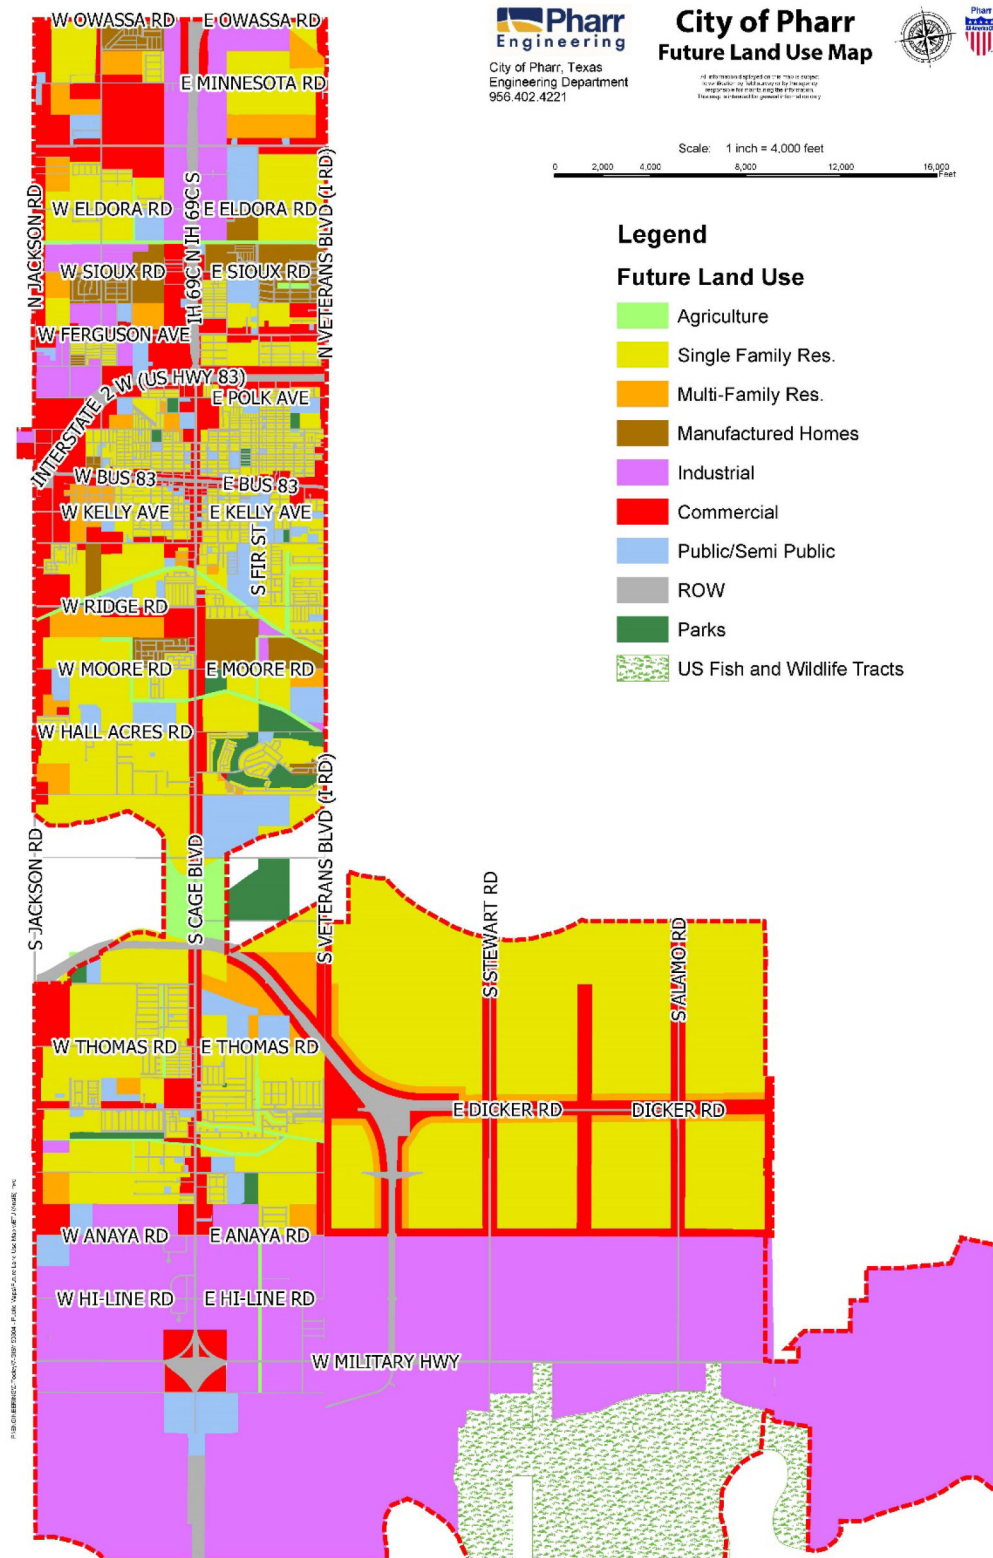 Pharr
Engineering
City of Pharr, Texas
Engineering Department
956.402.4221
City of Pharr
Future Land Use Map
Pharr
Scale: 1 inch = 4,000 feet
0 2,000 4,000 8,000 12,000 16,000
Feet
Legend
Future Land Use
Agriculture
Single Family Res.
Multi-Family Res.
Manufactured Homes
Industrial
Commercial
Public/Semi Public
ROW
Parks
US Fish and Wildlife Tracts
W OWASSA RD
E OWASSA RD
E MINNESOTA RD
N JACKSON RD
IH 69C N IH 69C S
N VETERANS BLVD (I RD)
W ELDORA RD
E ELDORA RD
W SIOUX RD
E SIOUX RD
W FERGUSON AVE
INTERSTATE 2 W (US HWY 83)
E POLK AVE
W BUS 83
E BUS 83
W KELLY AVE
E KELLY AVE
S FIR ST
W RIDGE RD
W MOORE RD
E MOORE RD
W HALL ACRES RD
S JACKSON RD
S CAGE BLVD
S VETERANS BLVD (I RD)
S STEWART RD
S ALAMO RD
W THOMAS RD
E THOMAS RD
E DICKER RD
DICKER RD
W ANAYA RD
E ANAYA RD
W HI-LINE RD
E HI-LINE RD
W MILITARY HWY